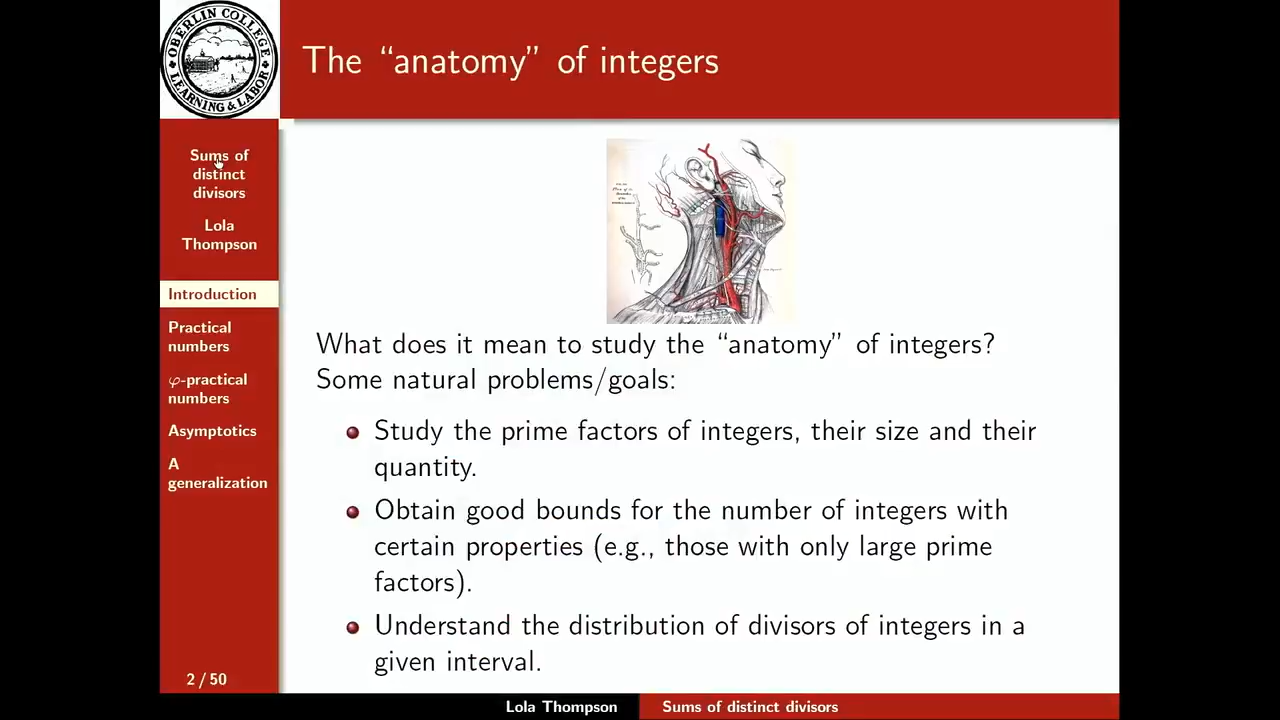 OBERLIN COLLEGE
LEARNING & LABOR
The “anatomy” of integers
Sums of
distinct
divisors
Lola
Thompson
Introduction
Practical
numbers
φ-practical
numbers
Asymptotics
A
generalization
2 / 50
What does it mean to study the “anatomy” of integers?
Some natural problems/goals:
Study the prime factors of integers, their size and their
quantity.
Obtain good bounds for the number of integers with
certain properties (e.g., those with only large prime
factors).
Understand the distribution of divisors of integers in a
given interval.
Lola Thompson
Sums of distinct divisors